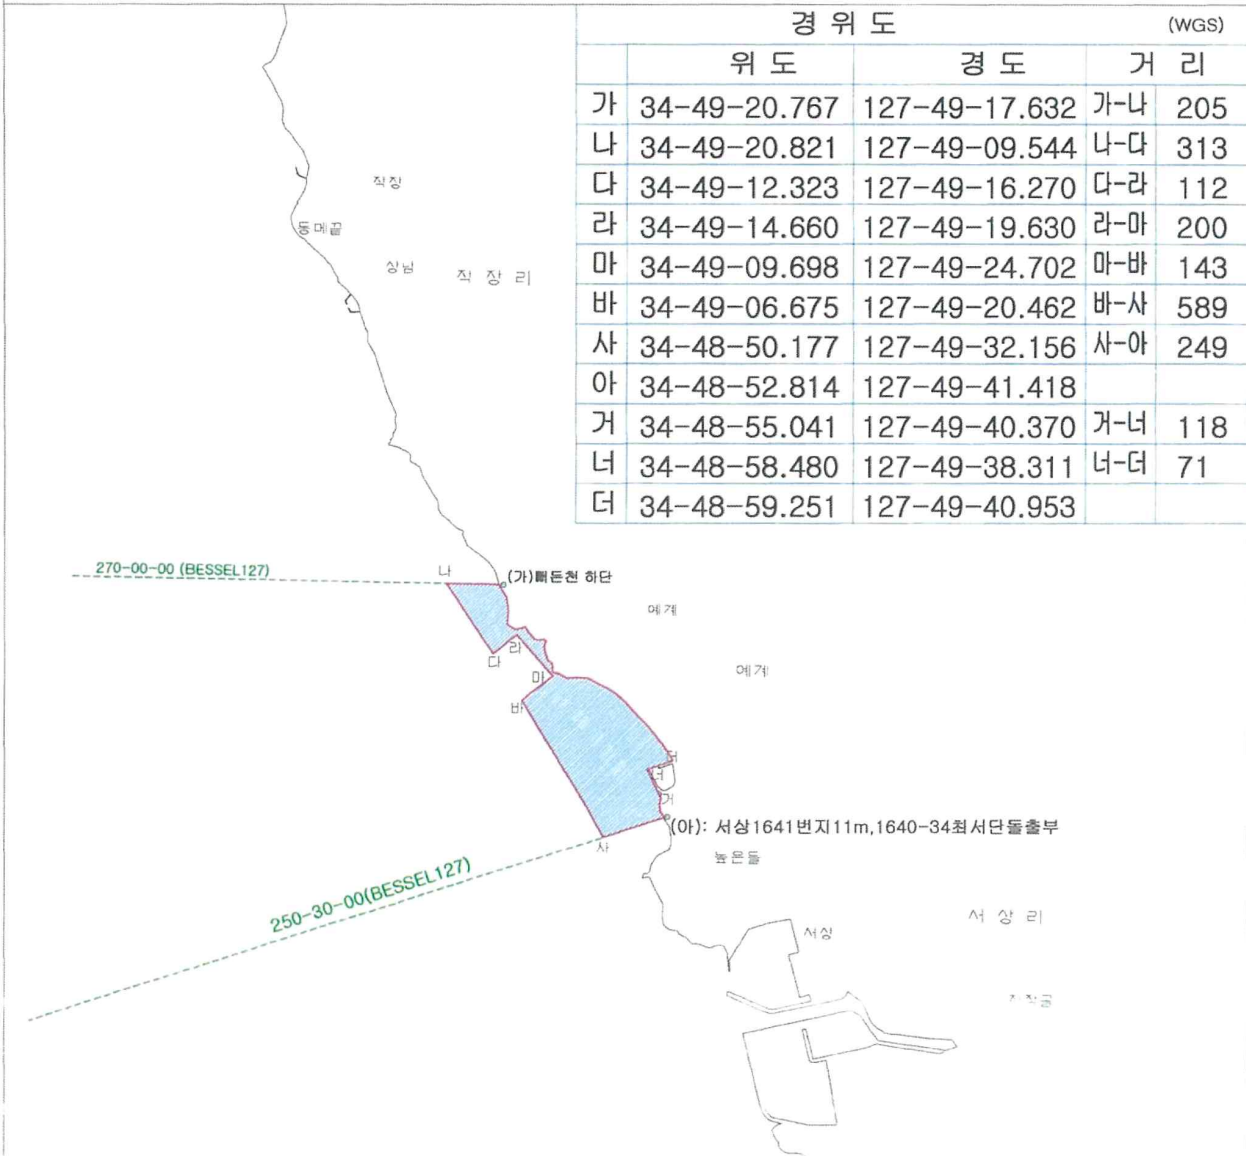 경 위 도 (WGS)
위 도 경 도 거 리
가 34-49-20.767 127-49-17.632 가-나 205
나 34-49-20.821 127-49-09.544 나-다 313
다 34-49-12.323 127-49-16.270 다-라 112
라 34-49-14.660 127-49-19.630 라-마 200
마 34-49-09.698 127-49-24.702 마-바 143
바 34-49-06.675 127-49-20.462 바-사 589
사 34-48-50.177 127-49-32.156 사-아 249
아 34-48-52.814 127-49-41.418
거 34-48-55.041 127-49-40.370 거-너 118
너 34-48-58.480 127-49-38.311 너-더 71
더 34-48-59.251 127-49-40.953
직장
동메끝
상남
직 장 리
270-00-00 (BESSEL127)
나
(가) 하단
예계
라
다
예계
마
바
더
너
거
(아): 서상1641번지11m,1640-34최서단돌출부
사
높은들
250-30-00(BESSEL127)
서상
서 상 리